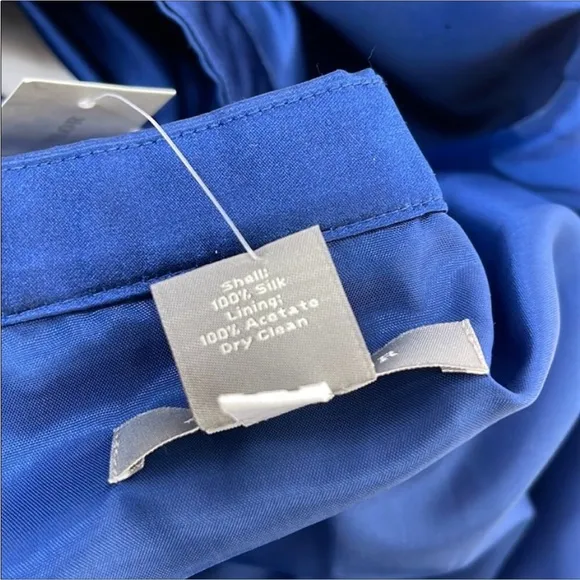 Shell:
100% Silk
Lining:
100% Acetate
Dry Clean